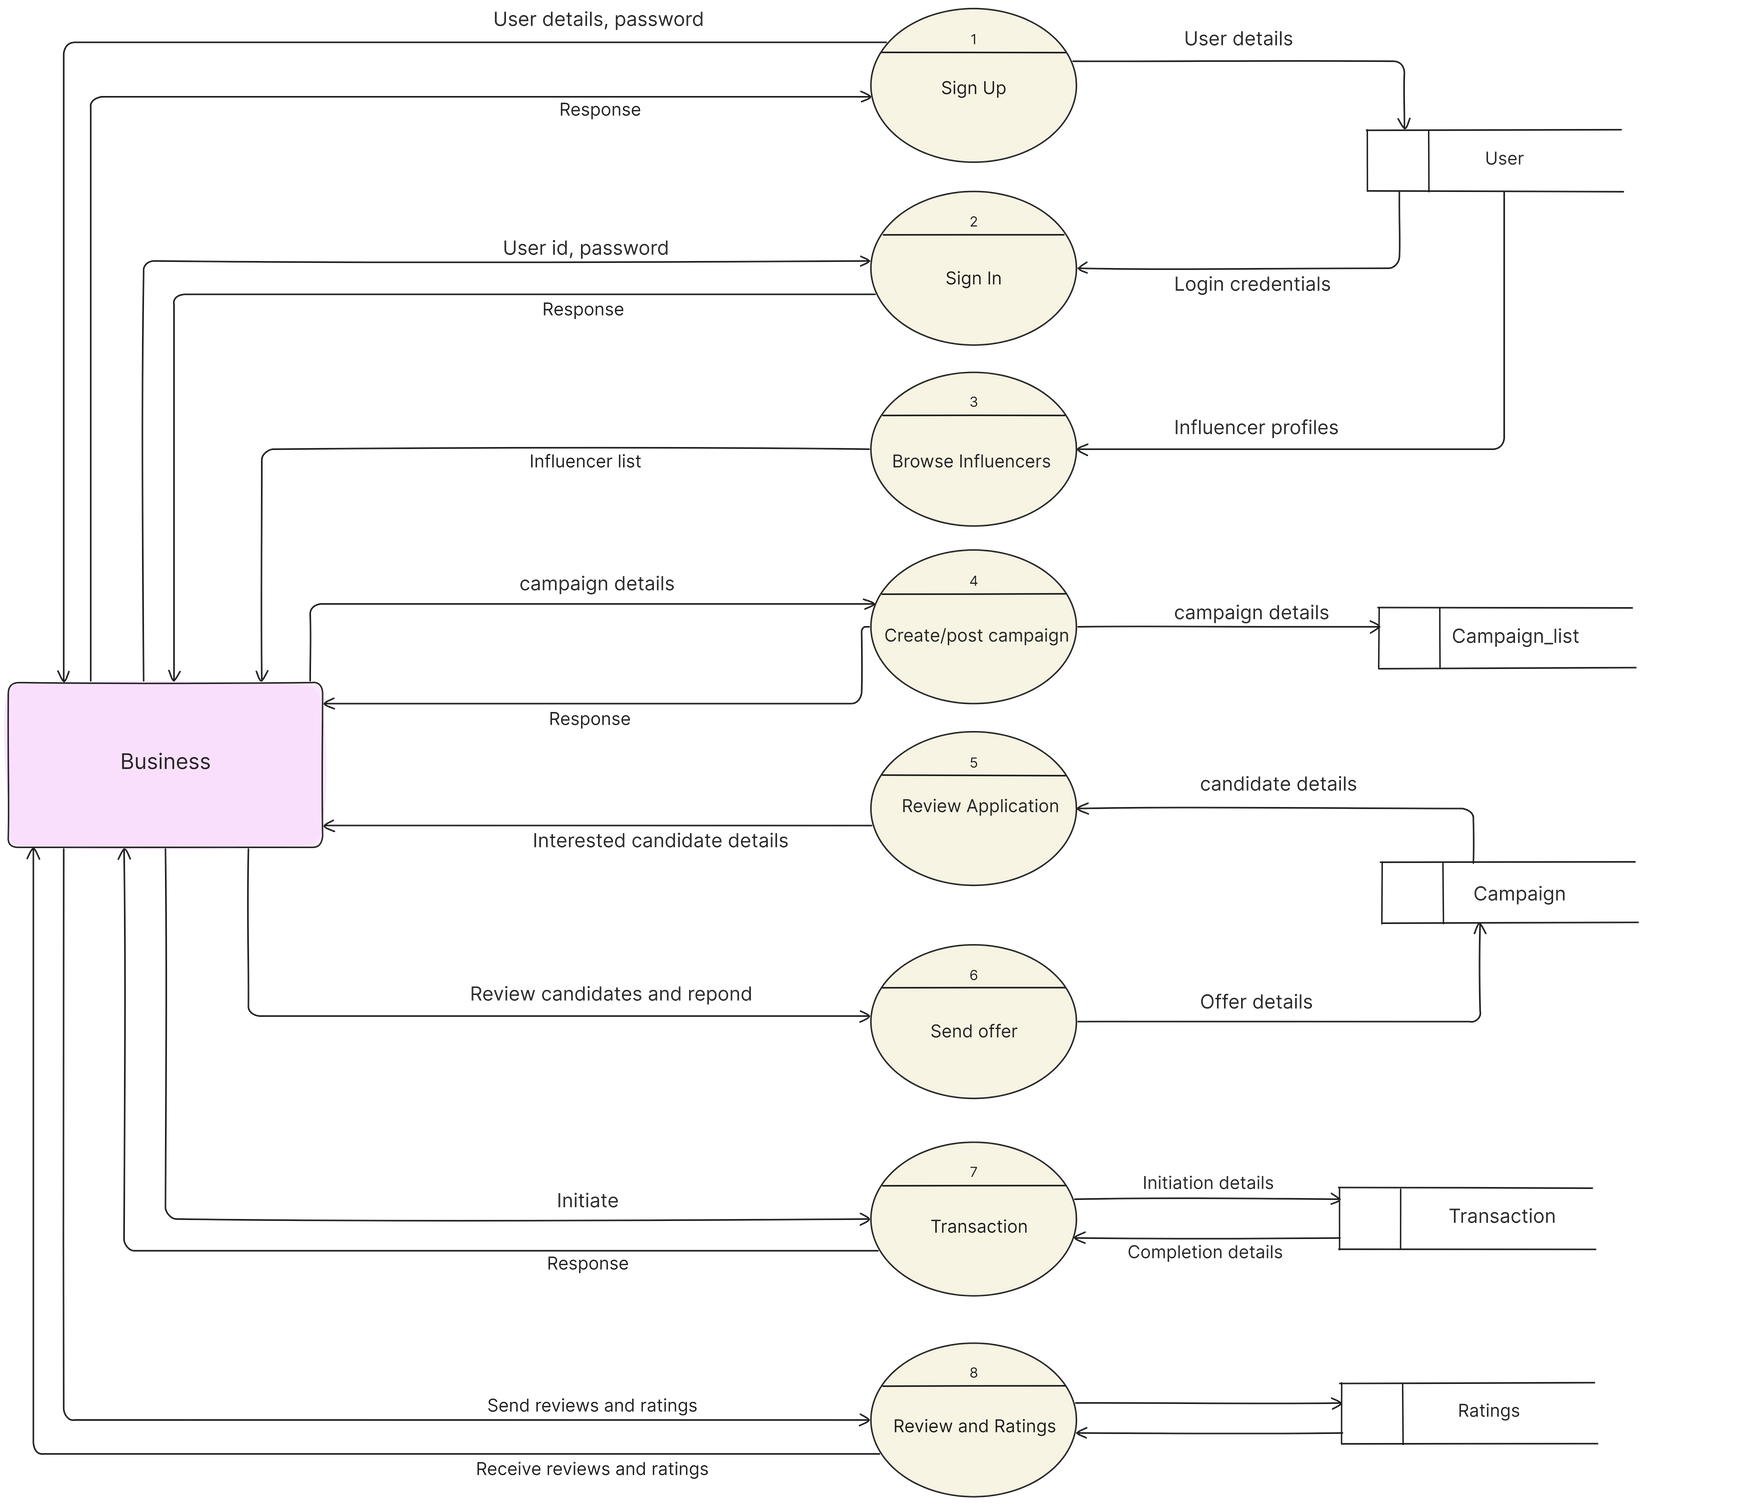 User details, password
1
User details
Sign Up
Response
User
2
User id, password
Sign In
Login credentials
Response
3
Influencer profiles
Influencer list
Browse Influencers
4
campaign details
campaign details
Create/post campaign
Campaign_list
Response
Business
5
candidate details
Review Application
Interested candidate details
Campaign
6
Review candidates and repond
Offer details
Send offer
7
Initiation details
Initiate
Transaction
Transaction
Completion details
Response
8
Send reviews and ratings
Review and Ratings
Ratings
Receive reviews and ratings